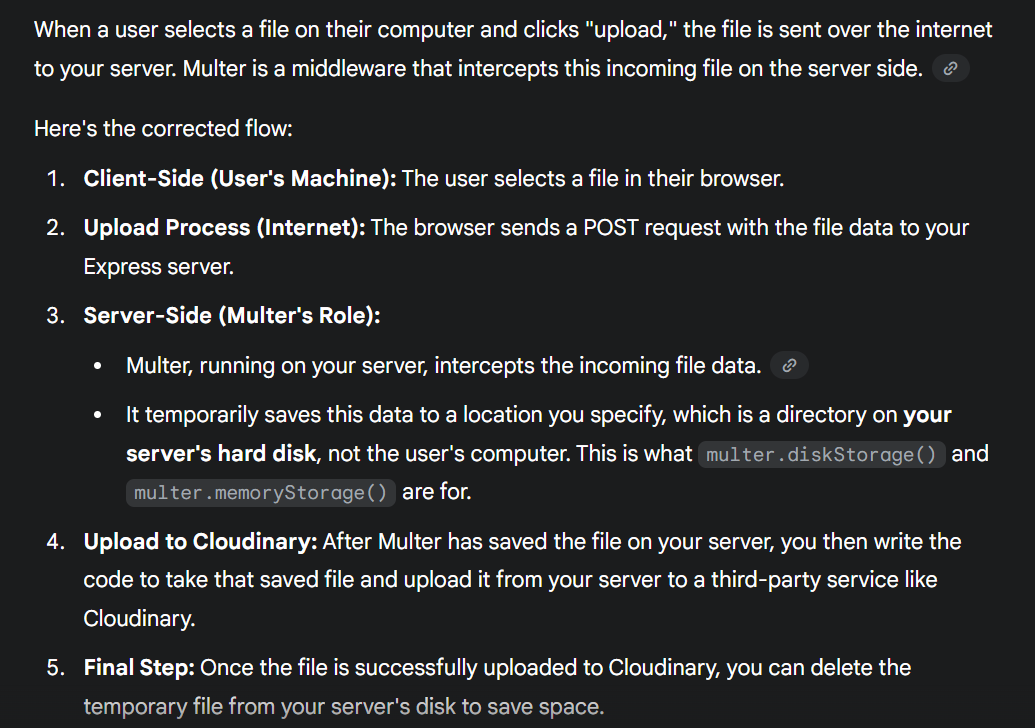 When a user selects a file on their computer and clicks "upload," the file is sent over the internet
to your server. Multer is a middleware that intercepts this incoming file on the server side.
Here's the corrected flow:
1. Client-Side (User's Machine): The user selects a file in their browser.
2. Upload Process (Internet): The browser sends a POST request with the file data to your
Express server.
3. Server-Side (Multer's Role):
• Multer, running on your server, intercepts the incoming file data.
• It temporarily saves this data to a location you specify, which is a directory on your
server's hard disk, not the user's computer. This is what multer.diskStorage() and
multer.memoryStorage() are for.
4. Upload to Cloudinary: After Multer has saved the file on your server, you then write the
code to take that saved file and upload it from your server to a third-party service like
Cloudinary.
5. Final Step: Once the file is successfully uploaded to Cloudinary, you can delete the
temporary file from your server's disk to save space.